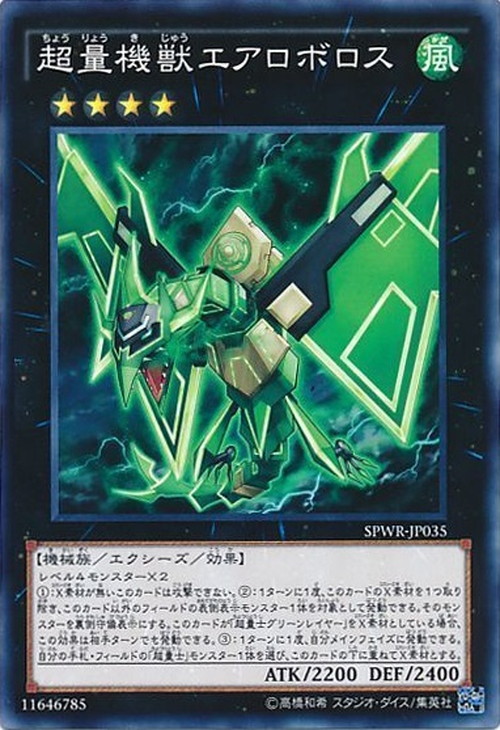 超量機獣エアロボロス
風
SPWR-JP035
【機械族／エクシーズ／効果】
レベル4モンスター×2
①：X素材が無いこのカードは攻撃できない。②：1ターンに1度、このカードのX素材を1つ取り
除き、このカード以外のフィールドの表側表示モンスター1体を対象として発動できる。そのモン
スターを裏側守備表示にする。このカードが「超量士グリーンレイヤー」をX素材としている場合、
この効果は相手ターンでも発動できる。③：1ターンに1度、自分メインフェイズに発動できる。
自分の手札・フィールドの「超量士」モンスター1体を選び、このカードの下に重ねてX素材とする。
ATK/2200 DEF/2400
11646785
©高橋和希 スタジオ・ダイス/集英社